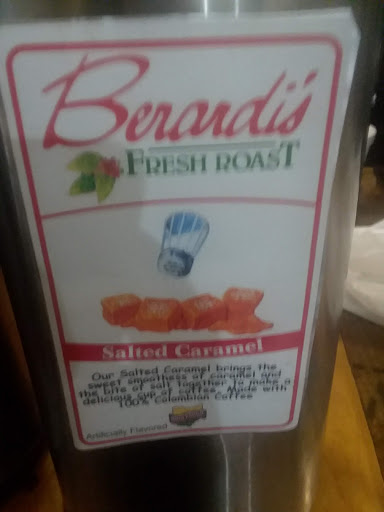 Berardi's
FRESH ROAST
Salted Caramel
Our Salted Caramel brings the
sweet smoothness of caramel and
the bite of salt together to make a
delicious cup of coffee. Made with
100% Colombian Coffee
Artificially Flavored